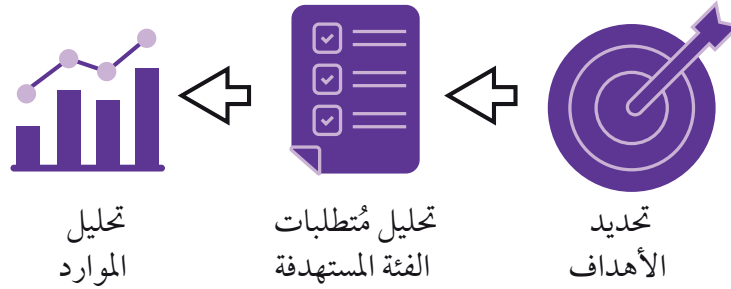 تحديد
الأهداف
تحليل مُتطلبات
الفئة المستهدفة
تحليل
الموارد